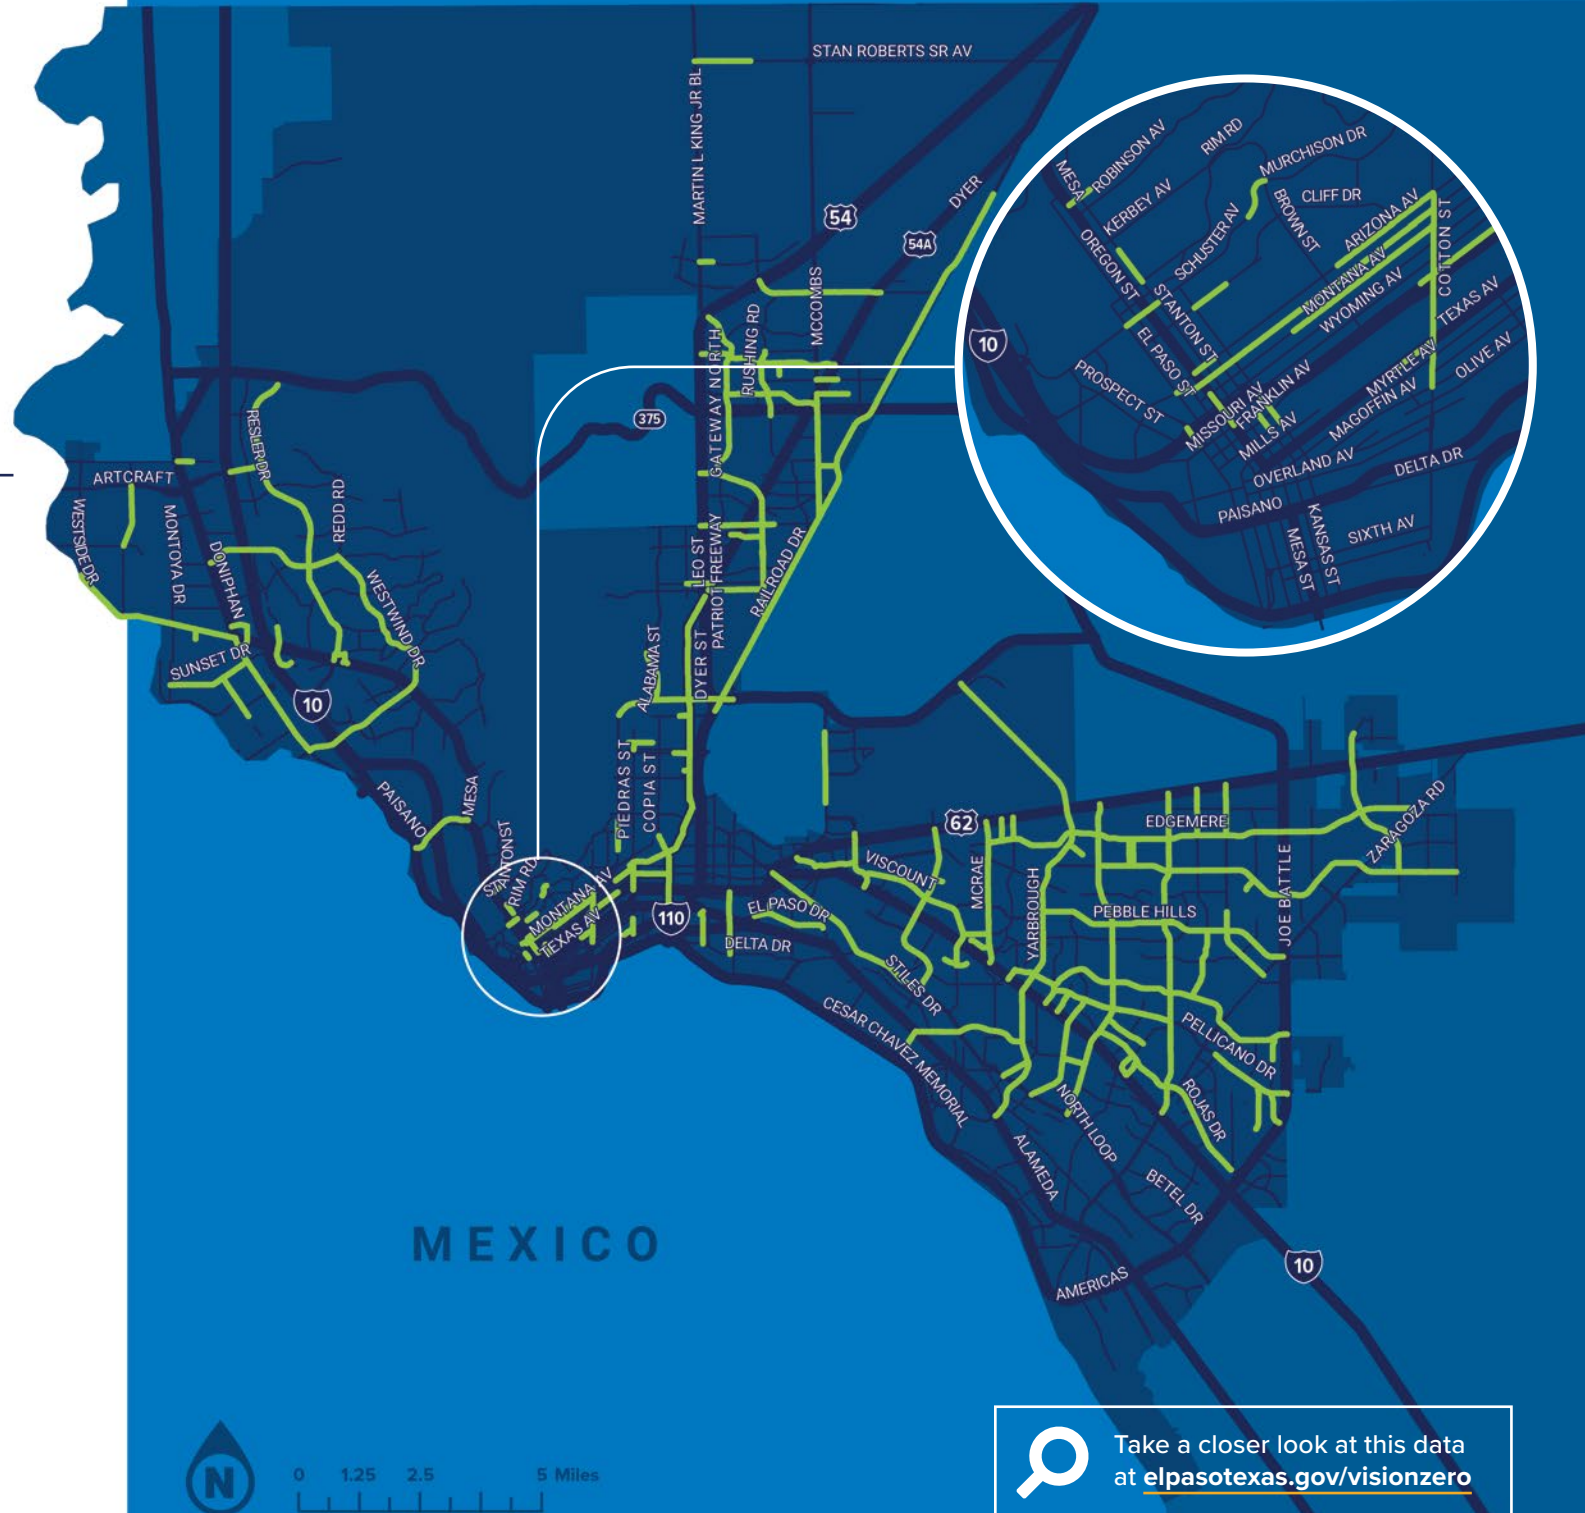 STAN ROBERTS SR AV
MARTIN L KING JR BL
54
54A
DYER
MCCOMBS
RUSHING RD
GATEWAY NORTH
375
RESLER DR
REDD RD
ARTCRAFT
WESTSIDE DR
MONTOYA DR
DONIPHAN
WESTWIND DR
SUNSET DR
10
PAISANO
MESA
LEO ST
PATRIOT FREEWAY
RAILROAD DR
ALABAMA ST
DYER ST
PIEDRAS ST
COPIA ST
STANTON ST
RIM RD
MONTANA AV
TEXAS AV
110
62
VISCOUNT
EL PASO DR
DELTA DR
STILES DR
CESAR CHAVEZ MEMORIAL
MCRAE
YARBROUGH
EDGEMERE
ZARAGOZA RD
PEBBLE HILLS
JOE BATTLE
PELLICANO DR
ROJAS DR
NORTH LOOP
ALAMEDA
BETEL DR
AMERICAS
10
MESA
ROBINSON AV
RIM RD
MURCHISON DR
KERBEY AV
CLIFF DR
BROWN ST
ARIZONA AV
COTTON ST
OREGON ST
SCHUSTER AV
MONTANA AV
WYOMING AV
STANTON ST
TEXAS AV
10
EL PASO ST
PROSPECT ST
MYRTLE AV
OLIVE AV
MISSOURI AV
FRANKLIN AV
MAGOFFIN AV
MILLS AV
OVERLAND AV
DELTA DR
PAISANO
KANSAS ST
MESA ST
SIXTH AV
MEXICO
N
0 1.25 2.5 5 Miles
Take a closer look at this data
at elpasotexas.gov/visionzero